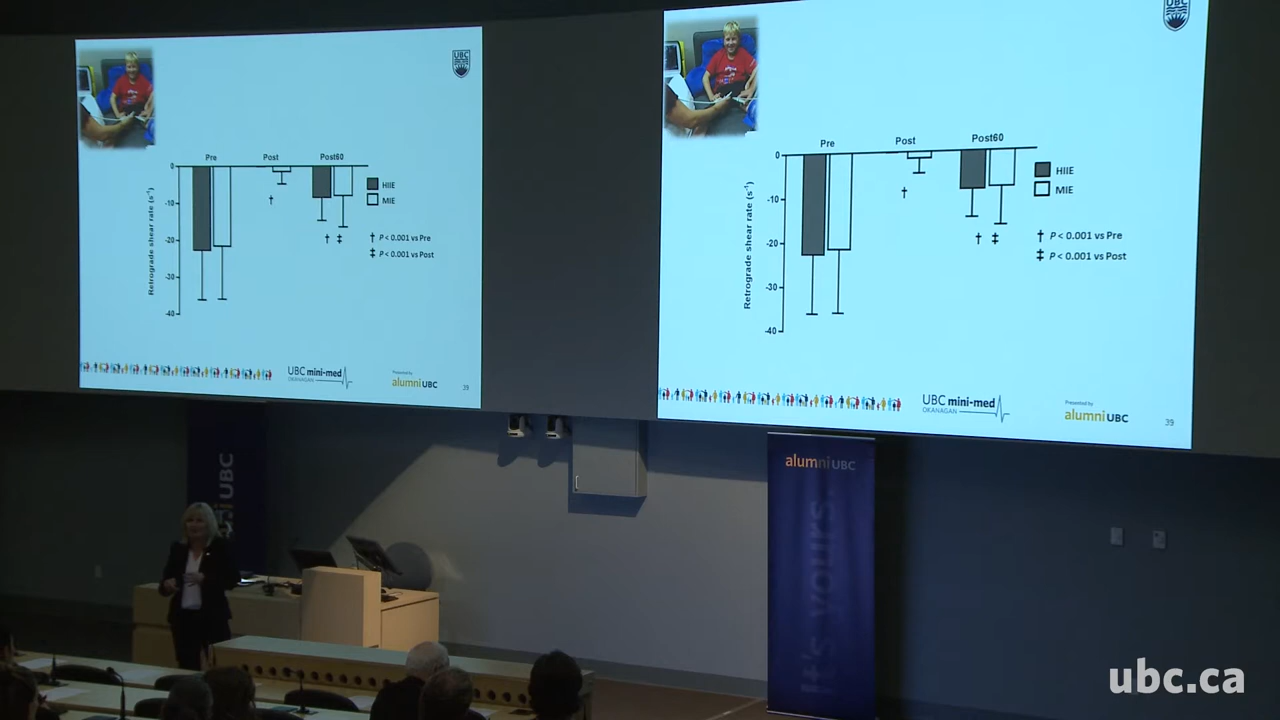 UBC
Pre
Post
Post60
0
-10
-20
-30
-40
Retrograde shear rate (s-1)
HIIE
MIE
†
† ‡
† P < 0.001 vs Pre
‡ P < 0.001 vs Post
UBC mini-med
OKANAGAN
Presented by
alumni UBC
39
UBC
Pre
Post
Post60
0
-10
-20
-30
-40
Retrograde shear rate (s-1)
HIIE
MIE
†
† ‡
† P < 0.001 vs Pre
‡ P < 0.001 vs Post
UBC mini-med
OKANAGAN
Presented by
alumni UBC
39
UBC
alumni UBC
It's yours.
ubc.ca